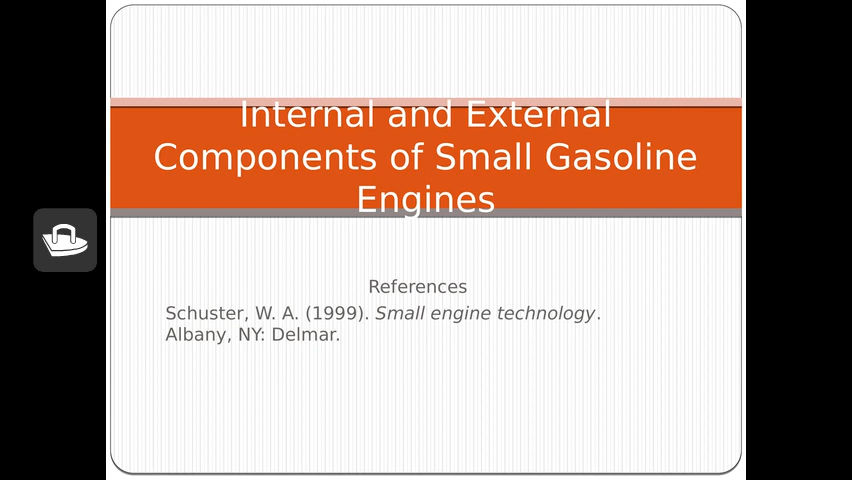 Internal and External
Components of Small Gasoline
Engines
References
Schuster, W. A. (1999). Small engine technology.
Albany, NY: Delmar.